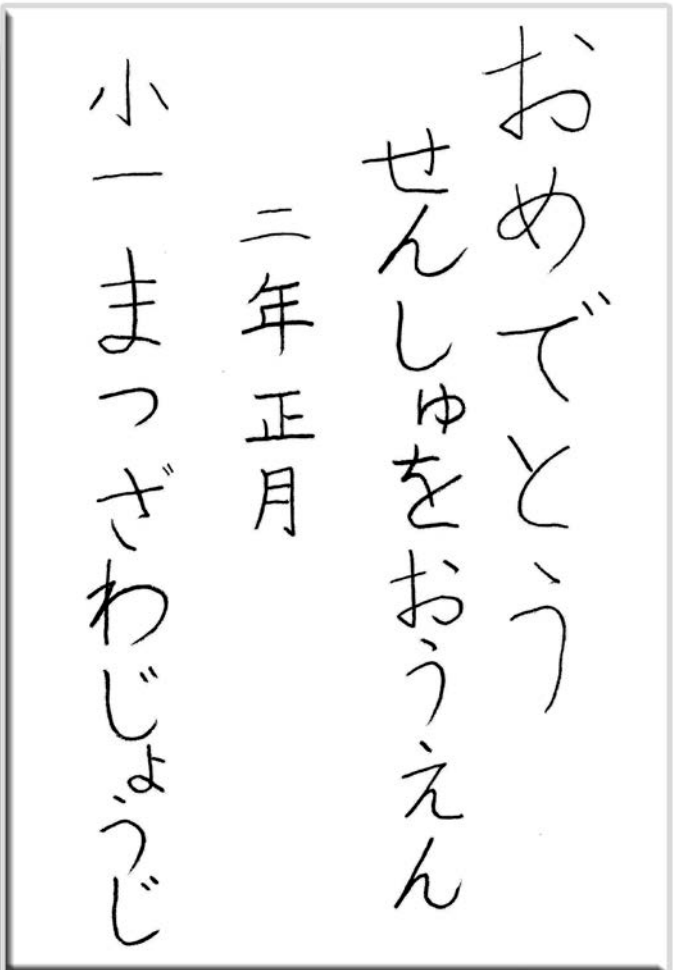 おめでとう
せんしゅをおうえん
二年正月
小一まつざわじょうじ